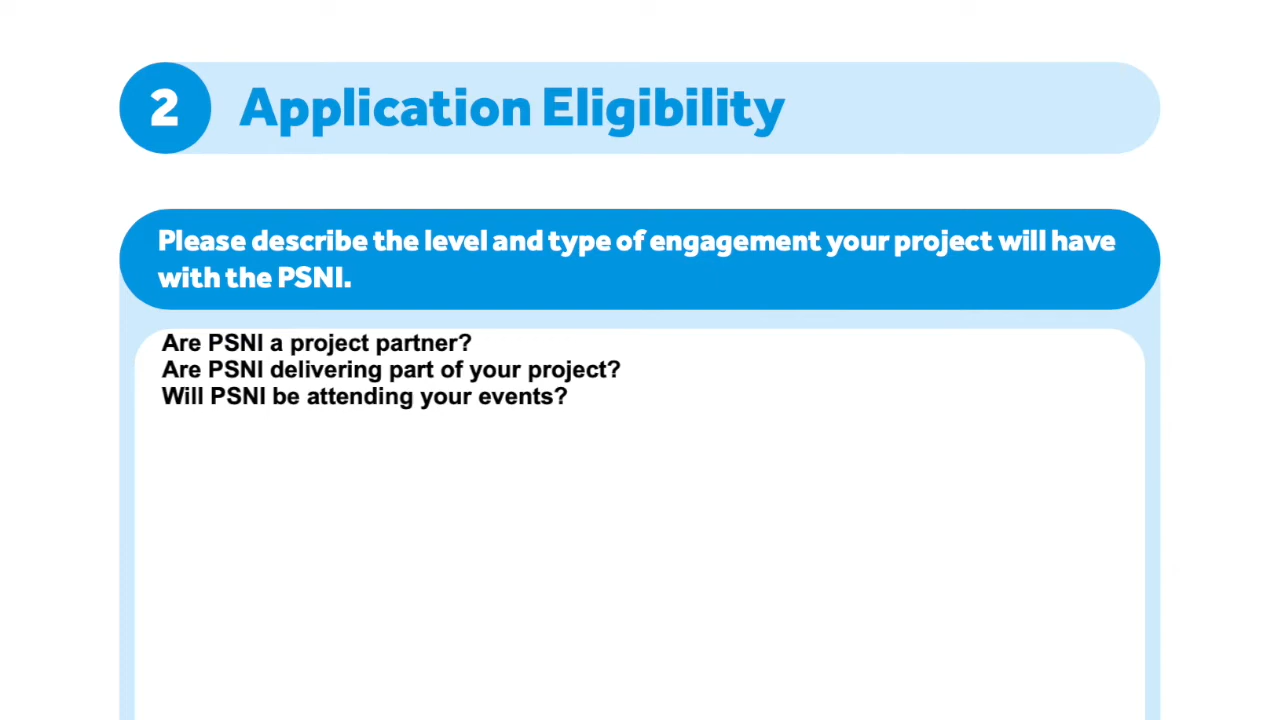 2
Application Eligibility
Please describe the level and type of engagement your project will have
with the PSNI.
Are PSNI a project partner?
Are PSNI delivering part of your project?
Will PSNI be attending your events?